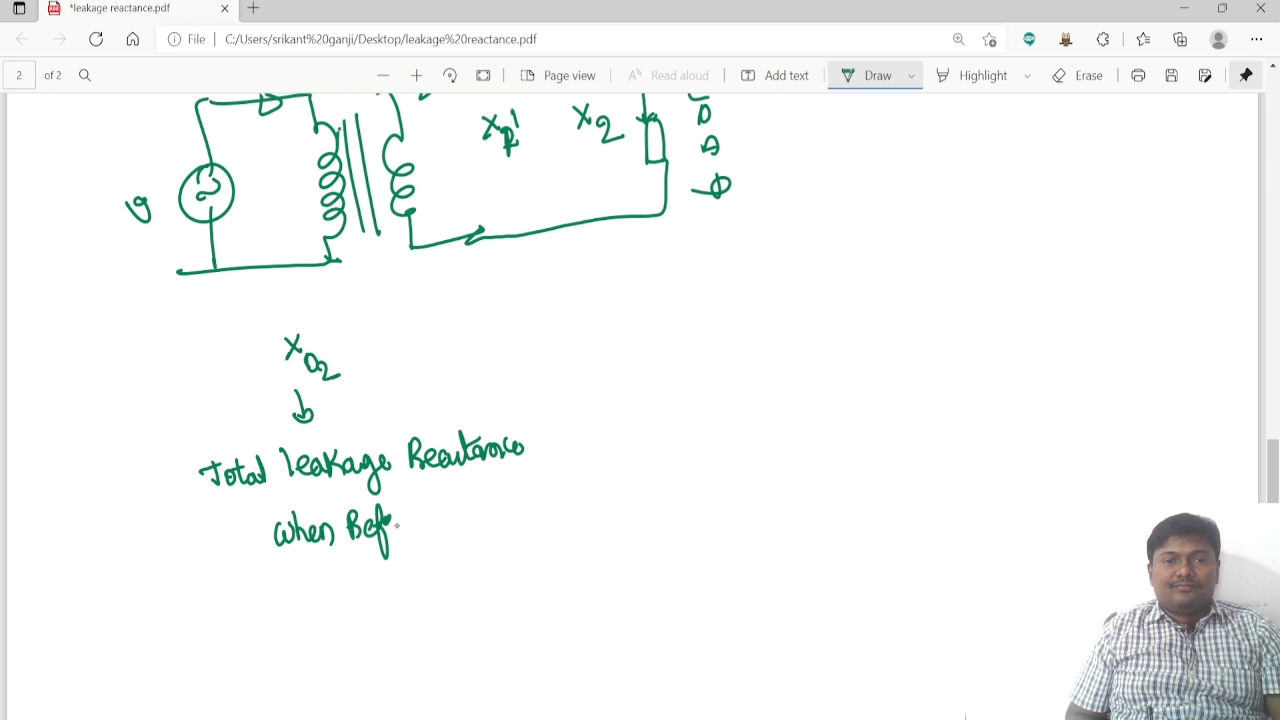 *leakage reactance.pdf
File | C:/Users/srikant%20ganji/Desktop/leakage%20reactance.pdf
2 of 2 Page view Read aloud Add text Draw Highlight Erase
X2
L
O
A
D
V
X02
Total Leakage Reactance
when Ref